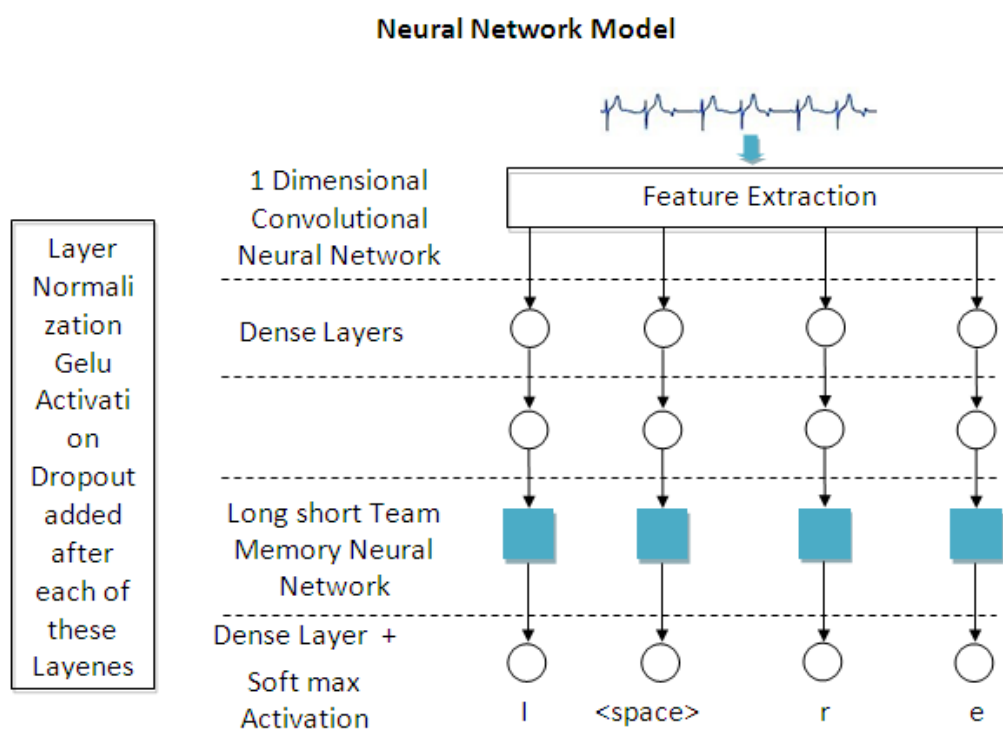 Neural Network Model
1 Dimensional
Convolutional
Neural Network
Feature Extraction
Layer
Normali
zation
Gelu
Activati
on
Dropout
added
after
each of
these
Layenes
Dense Layers
Long short Team
Memory Neural
Network
Dense Layer +
Soft max
Activation
l <space> r e